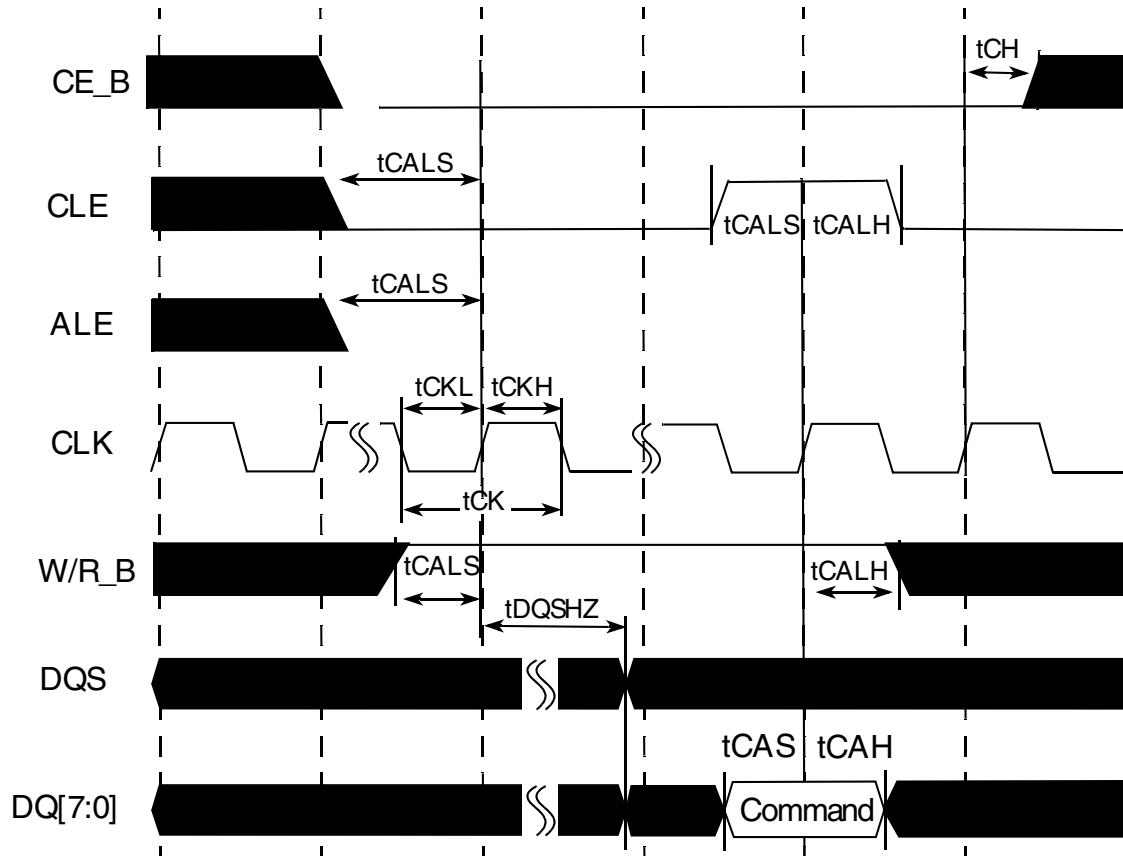 tCH
CE_B
tCALS
CLE
tCALS tCALH
tCALS
ALE
tCKL tCKH
CLK
tCK
W/R_B
tCALS
tCALH
tDQSHZ
DQS
tCAS tCAH
DQ[7:0]
Command